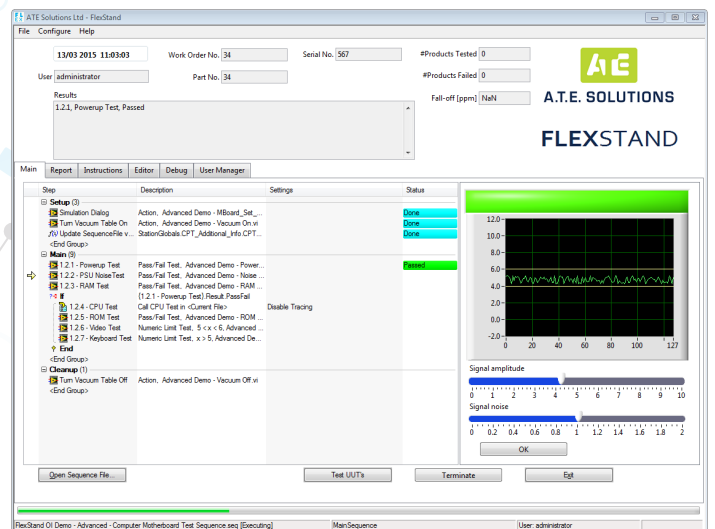 ATE Solutions Ltd - FlexStand
File Configure Help
13/03 2015 11:03:03
Work Order No. 34
Serial No. 567
#Products Tested 0
User administrator
Part No. 34
#Products Failed 0
Results
Fall-off [ppm] NaN
1.2.1, Powerup Test, Passed
A.T.E. SOLUTIONS
FLEXSTAND
Main Report Instructions Editor Debug User Manager
Step Description Settings Status
Setup (3)
Simulation Dialog Action, Advanced Demo - MBoard_Set_... Done
Turn Vacuum Table On Action, Advanced Demo - Vacuum On.vi Done
Update SequenceFile v... StationGlobals.CPT_Additional_Info.CPT... Done
<End Group>
Main (9)
1.2.1 - Powerup Test Pass/Fail Test, Advanced Demo - Power... Passed
1.2.2 - PSU NoiseTest Pass/Fail Test, Advanced Demo - Noise ...
1.2.3 - RAM Test Pass/Fail Test, Advanced Demo - RAM ...
If {1.2.1 - Powerup Test}.Result.PassFail
1.2.4 - CPU Test Call CPU Test in <Current File> Disable Tracing
1.2.5 - ROM Test Pass/Fail Test, Advanced Demo - ROM ...
1.2.6 - Video Test Numeric Limit Test, 5 < x < 6, Advanced ...
1.2.7 - Keyboard Test Numeric Limit Test, x > 5, Advanced De...
End
<End Group>
Cleanup (1)
Turn Vacuum Table Off Action, Advanced Demo - Vacuum Off.vi
<End Group>
12.0
10.0
8.0
6.0
4.0
2.0
0.0
-2.0
0 20 40 60 80 100 127
Signal amplitude
0 1 2 3 4 5 6 7 8 9 10
Signal noise
0 0.2 0.4 0.6 0.8 1 1.2 1.4 1.6 1.8 2
OK
Open Sequence File...
Test UUT's
Terminate
Exit
FlexStand OI Demo - Advanced - Computer Motherboard Test Sequence.seq [Executing]
MainSequence
User: administrator